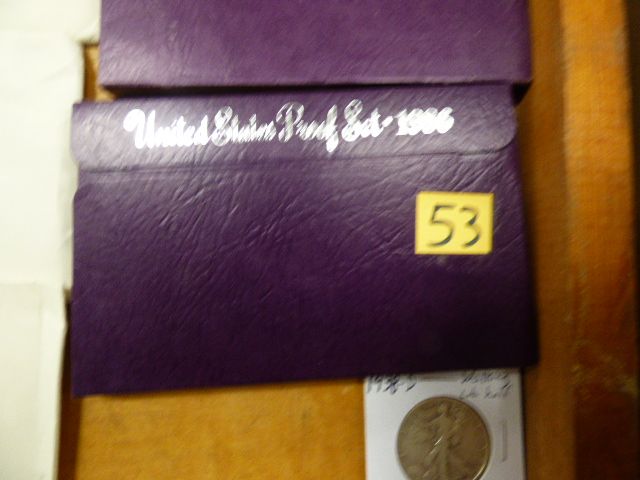 United States Proof Set - 1986
53